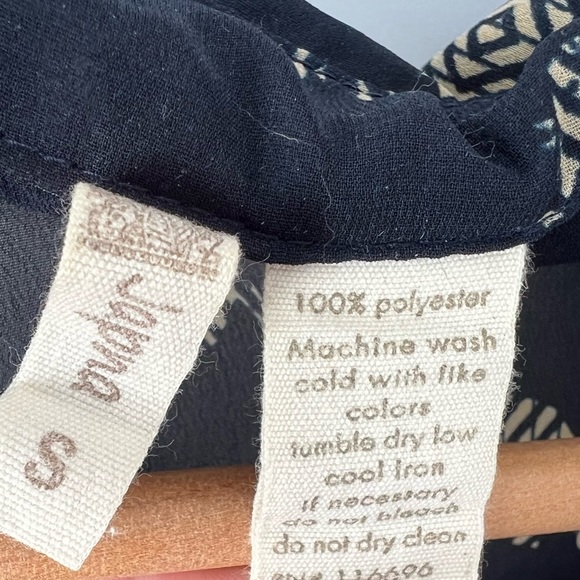 Japna
S
100% polyester
Machine wash
cold with like
colors
tumble dry low
cool iron
if necessary
do not bleach
do not dry clean
116696